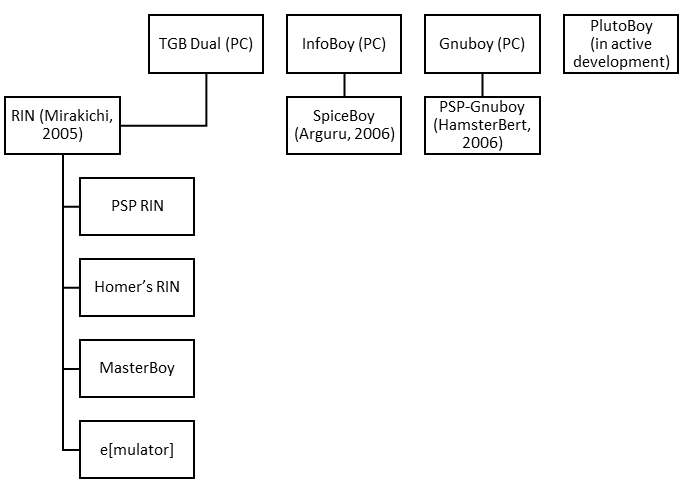 TGB Dual (PC)
InfoBoy (PC)
Gnuboy (PC)
PlutoBoy
(in active
development)
RIN (Mirakichi,
2005)
SpiceBoy
(Arguru, 2006)
PSP-Gnuboy
(HamsterBert,
2006)
PSP RIN
Homer’s RIN
MasterBoy
e[mulator]